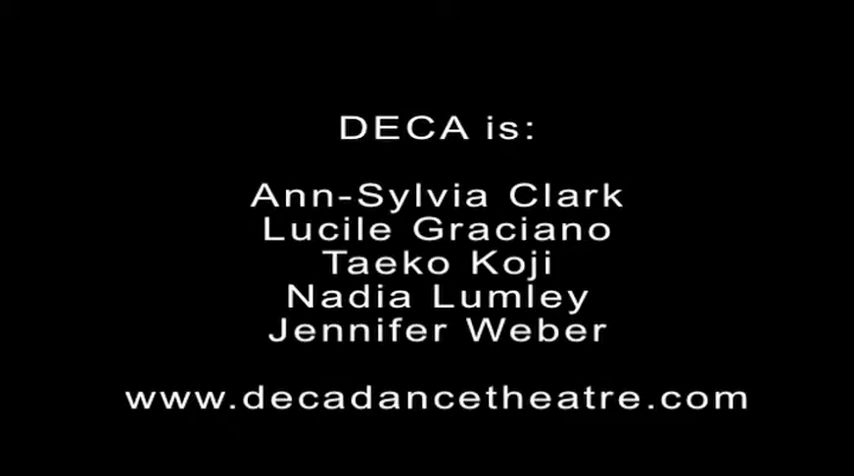 DECA is:
Ann-Sylvia Clark
Lucile Graciano
Taeko Koji
Nadia Lumley
Jennifer Weber
www.decadancetheatre.com